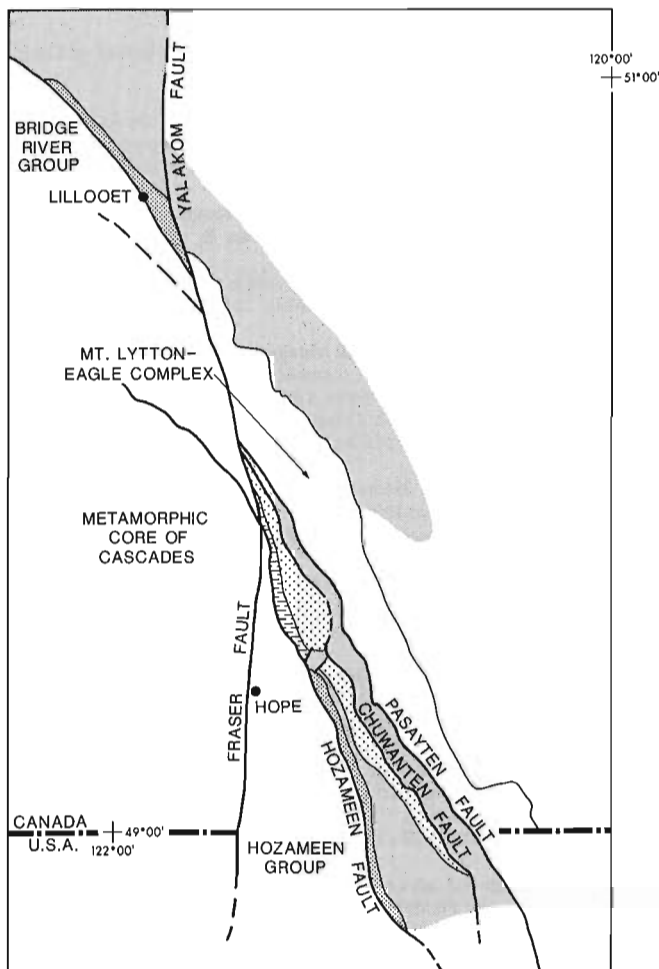 120°00'
51°00'
YALAKOM FAULT
BRIDGE
RIVER
GROUP
LILLOOET
MT. LYTTON–
EAGLE COMPLEX
METAMORPHIC
CORE OF
CASCADES
FRASER FAULT
HOPE
HOZAMEEN FAULT
CHUWANTEN FAULT
PASAYTEN FAULT
CANADA
U.S.A.
49°00'
122°00'
HOZAMEEN
GROUP